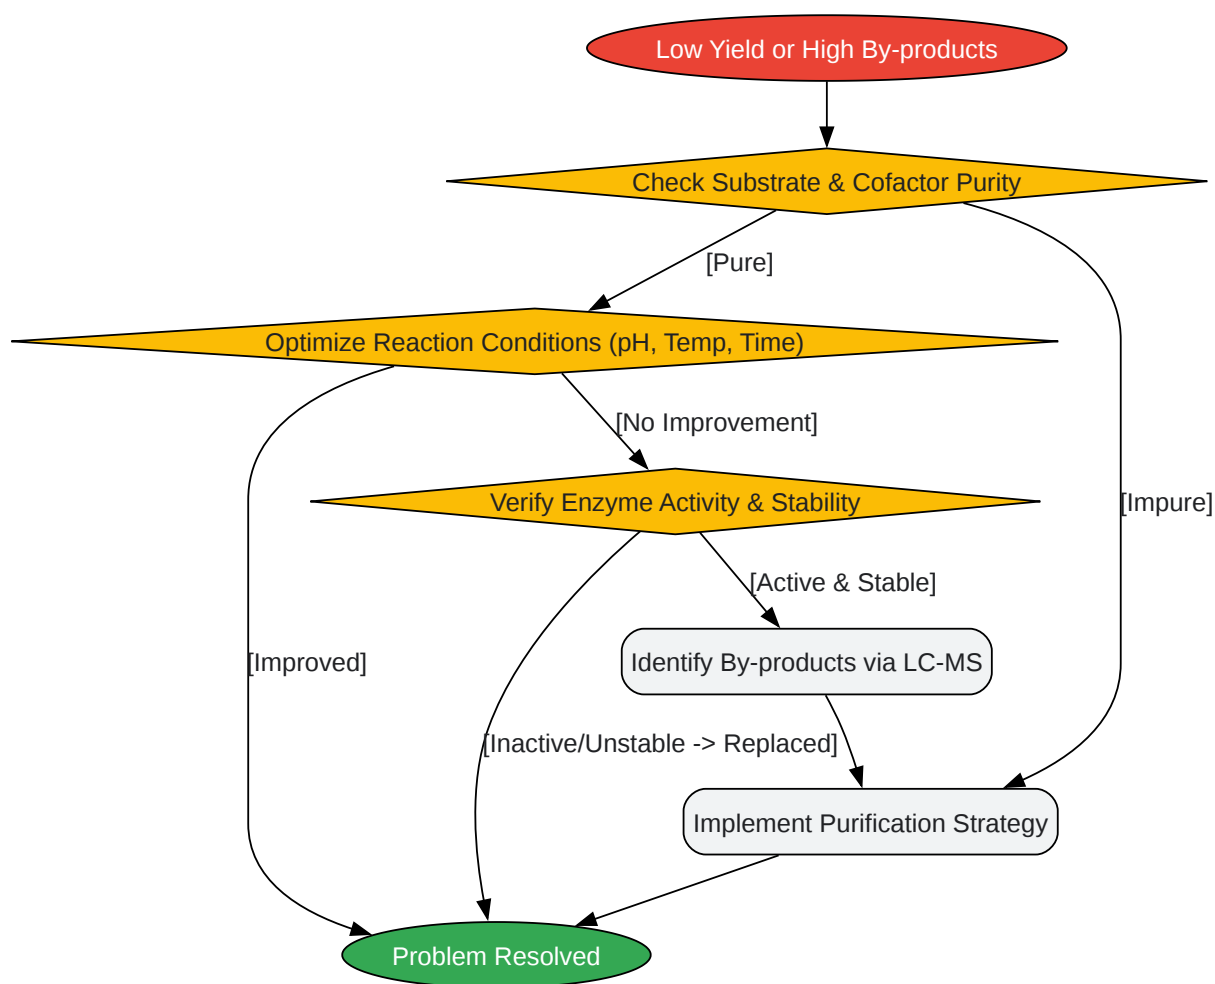 Low Yield or High By-products
Check Substrate & Cofactor Purity
[Pure]
Optimize Reaction Conditions (pH, Temp, Time)
[No Improvement]
Verify Enzyme Activity & Stability
[Impure]
[Active & Stable]
[Improved]
Identify By-products via LC-MS
[Inactive/Unstable -> Replaced]
Implement Purification Strategy
Problem Resolved